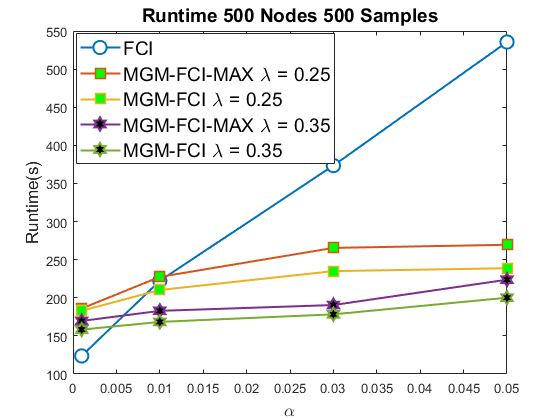 Runtime 500 Nodes 500 Samples
550
500
450
400
350
300
250
200
150
100
Runtime(s)
FCI
MGM-FCI-MAX λ = 0.25
MGM-FCI λ = 0.25
MGM-FCI-MAX λ = 0.35
MGM-FCI λ = 0.35
0 0.005 0.01 0.015 0.02 0.025 0.03 0.035 0.04 0.045 0.05
α